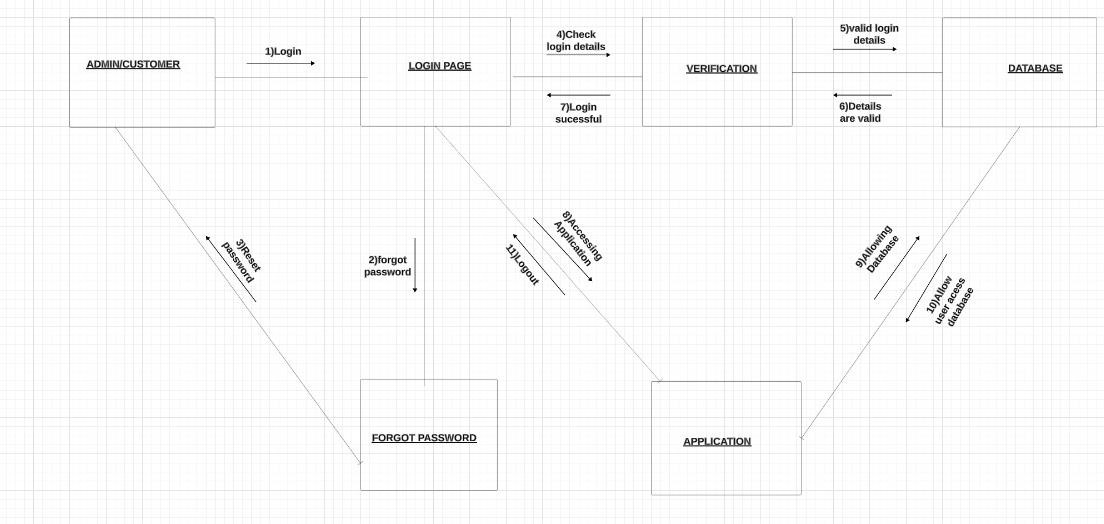 ADMIN/CUSTOMER
1)Login
LOGIN PAGE
4)Check
login details
7)Login
sucessful
VERIFICATION
5)valid login
details
6)Details
are valid
DATABASE
3)Reset
password
2)forgot
password
8)Accessing
Application
11)Logout
9)Allowing
Database
10)Allow
user acess
database
FORGOT PASSWORD
APPLICATION